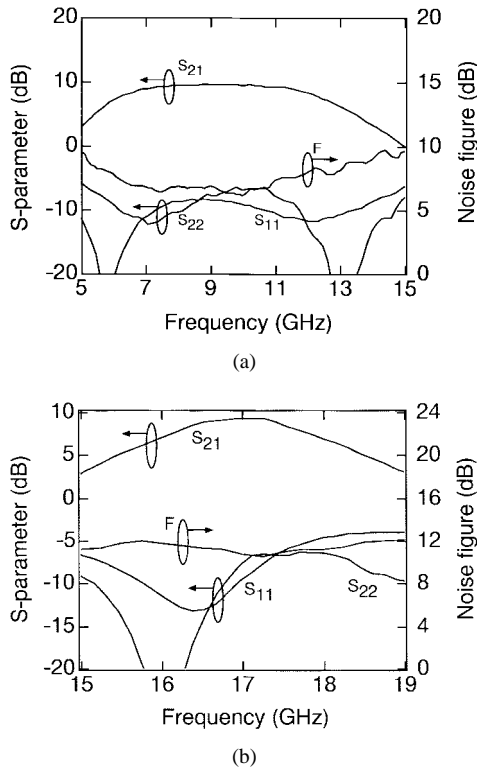 20
10
0
-10
-20
S-parameter (dB)
S21
F
S22
S11
20
15
10
5
0
Noise figure (dB)
5
7
9
11
13
15
Frequency (GHz)
(a)
10
5
0
-5
-10
-15
-20
S-parameter (dB)
S21
F
S11
S22
24
20
16
12
8
4
0
Noise figure (dB)
15
16
17
18
19
Frequency (GHz)
(b)